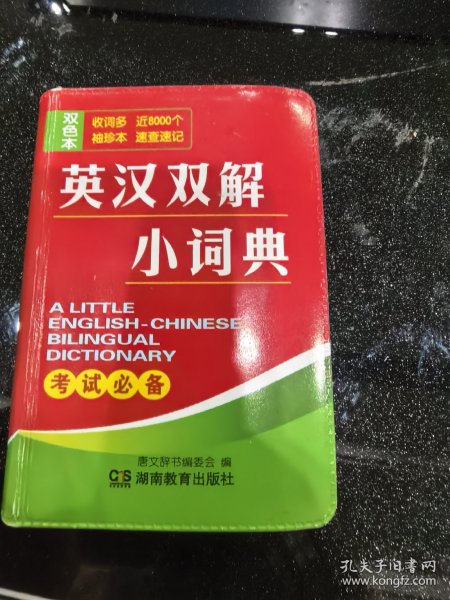 双色本
收词多 近8000个
袖珍本 速查速记
英汉双解
小词典
A LITTLE
ENGLISH-CHINESE
BILINGUAL
DICTIONARY
考试必备
唐文辞书编委会 编
湖南教育出版社
孔夫子旧书网
www.kongfz.com